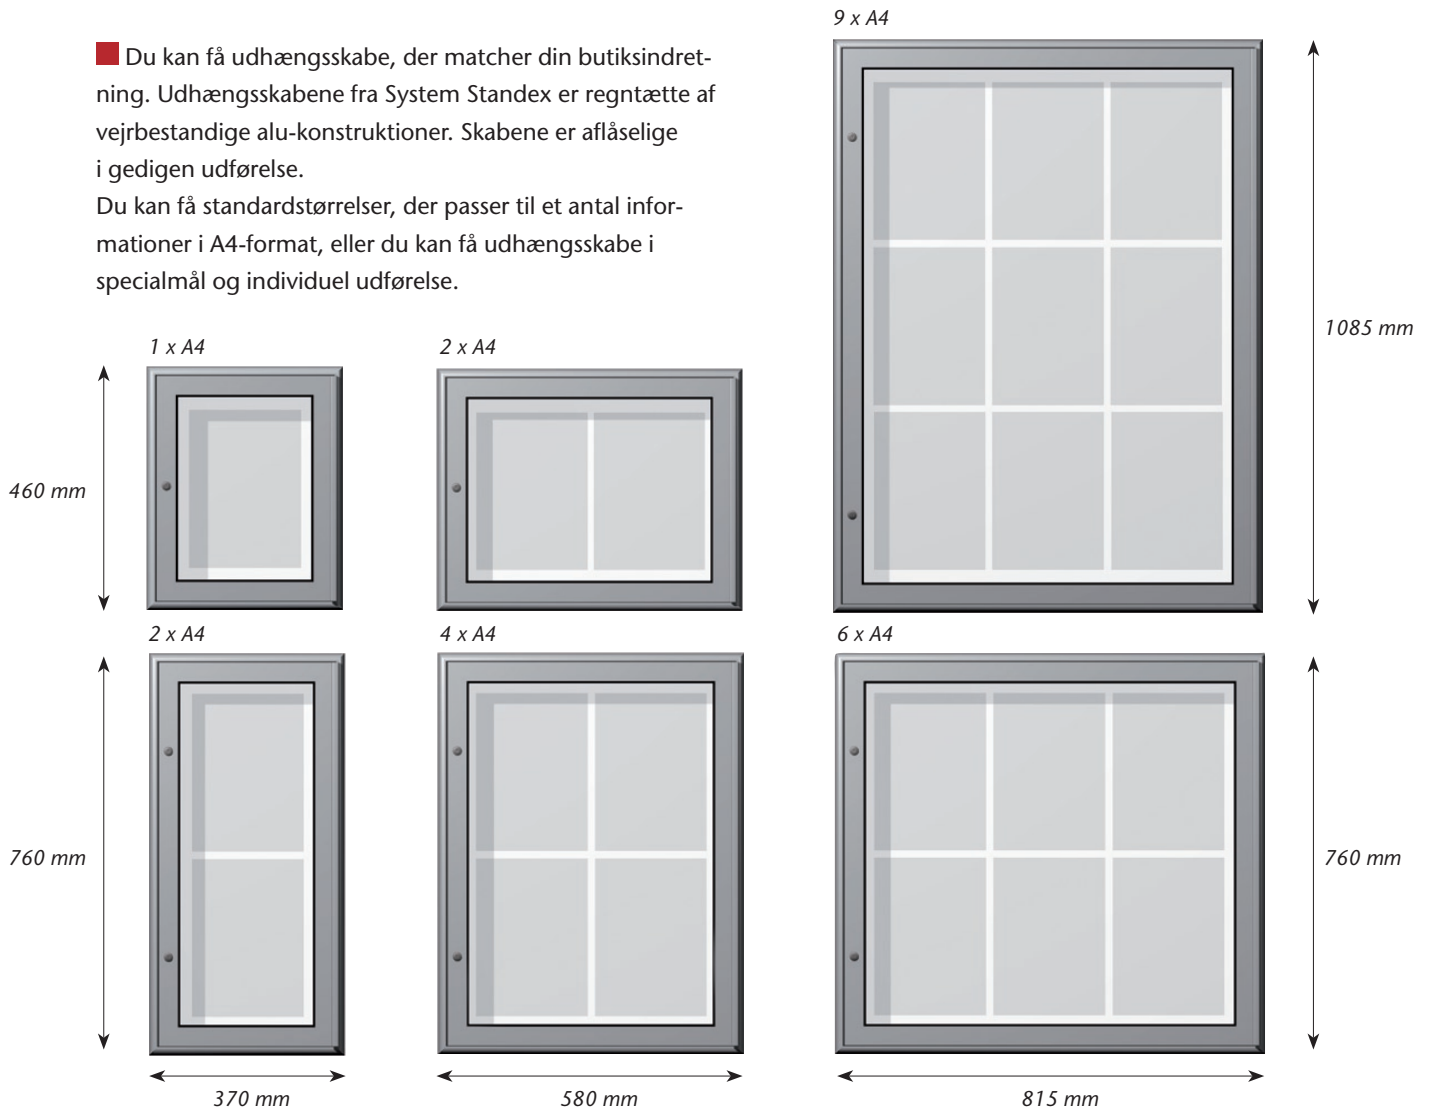 Du kan få udhængsskabe, der matcher din butiksindret-
ning. Udhængsskabene fra System Standex er regntætte af
vejrbestandige alu-konstruktioner. Skabene er aflåselige
i gedigen udførelse.
Du kan få standardstørrelser, der passer til et antal infor-
mationer i A4-format, eller du kan få udhængsskabe i
specialmål og individuel udførelse.
9 x A4
1085 mm
1 x A4
2 x A4
460 mm
2 x A4
4 x A4
6 x A4
760 mm
760 mm
370 mm
580 mm
815 mm